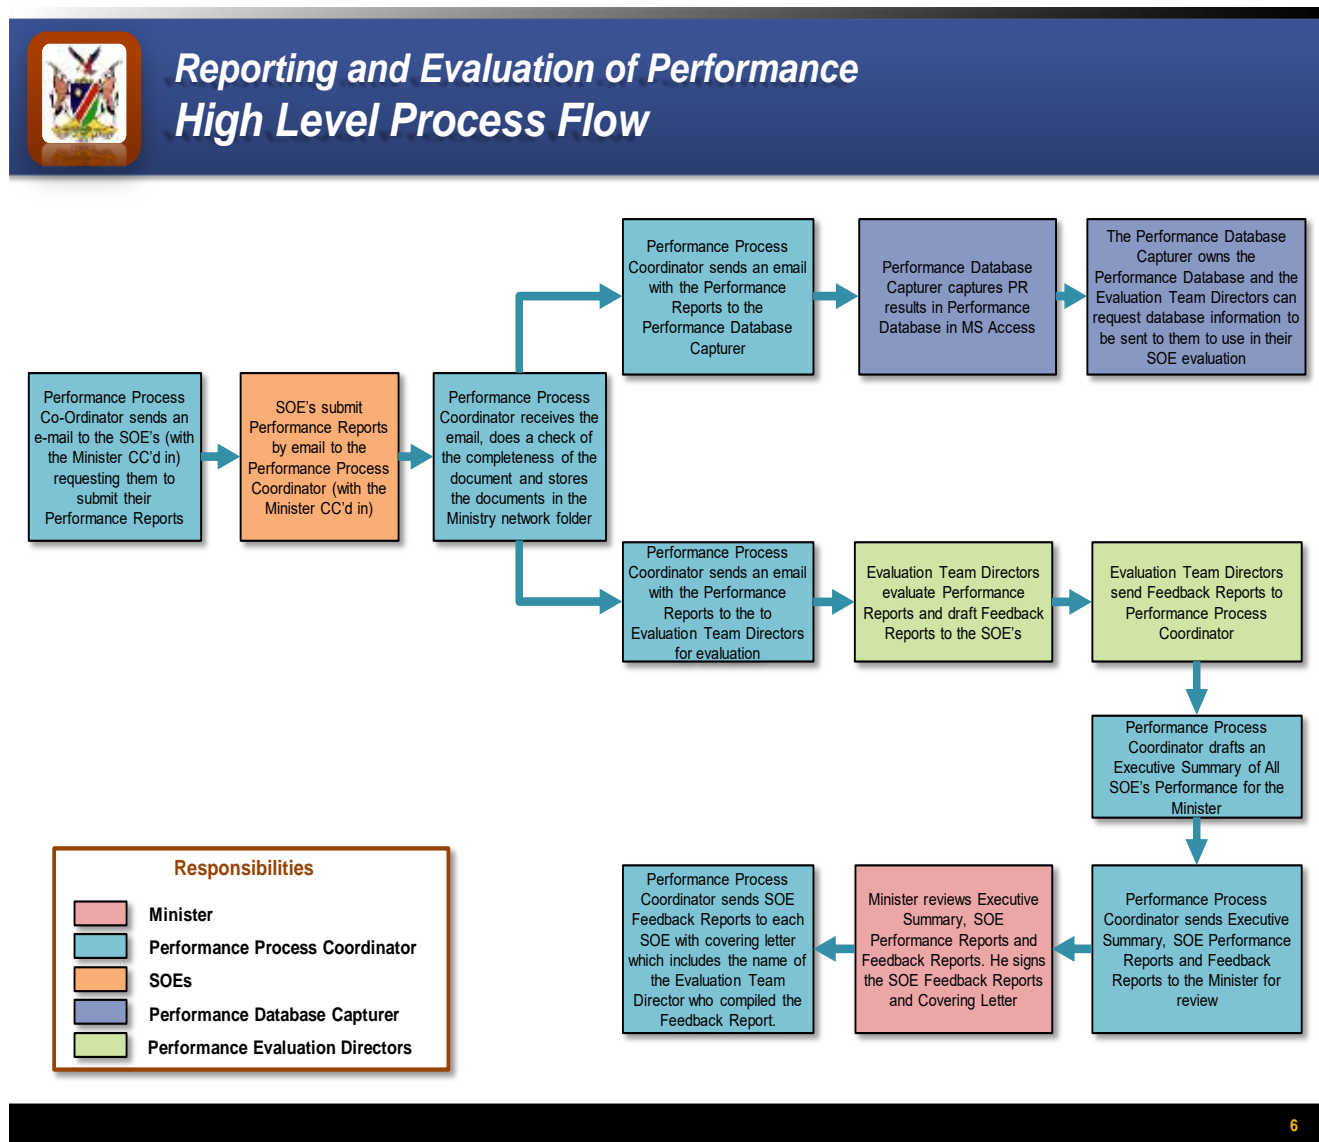 Reporting and Evaluation of Performance
High Level Process Flow
Performance Process
Co-Ordinator sends an
e-mail to the SOE's (with
the Minister CC'd in)
requesting them to
submit their
Performance Reports
SOE's submit
Performance Reports
by email to the
Performance Process
Coordinator (with the
Minister CC'd in)
Performance Process
Coordinator receives the
email, does a check of
the completeness of the
document and stores
the documents in the
Ministry network folder
Performance Process
Coordinator sends an email
with the Performance
Reports to the
Performance Database
Capturer
Performance Database
Capturer captures PR
results in Performance
Database in MS Access
The Performance Database
Capturer owns the
Performance Database and the
Evaluation Team Directors can
request database information to
be sent to them to use in their
SOE evaluation
Performance Process
Coordinator sends an email
with the Performance
Reports to the to
Evaluation Team Directors
for evaluation
Evaluation Team Directors
evaluate Performance
Reports and draft Feedback
Reports to the SOE's
Evaluation Team Directors
send Feedback Reports to
Performance Process
Coordinator
Performance Process
Coordinator drafts an
Executive Summary of All
SOE's Performance for the
Minister
Performance Process
Coordinator sends Executive
Summary, SOE Performance
Reports and Feedback
Reports to the Minister for
review
Minister reviews Executive
Summary, SOE
Performance Reports and
Feedback Reports. He signs
the SOE Feedback Reports
and Covering Letter
Performance Process
Coordinator sends SOE
Feedback Reports to each
SOE with covering letter
which includes the name of
the Evaluation Team
Director who compiled the
Feedback Report.
Responsibilities
Minister
Performance Process Coordinator
SOEs
Performance Database Capturer
Performance Evaluation Directors
6